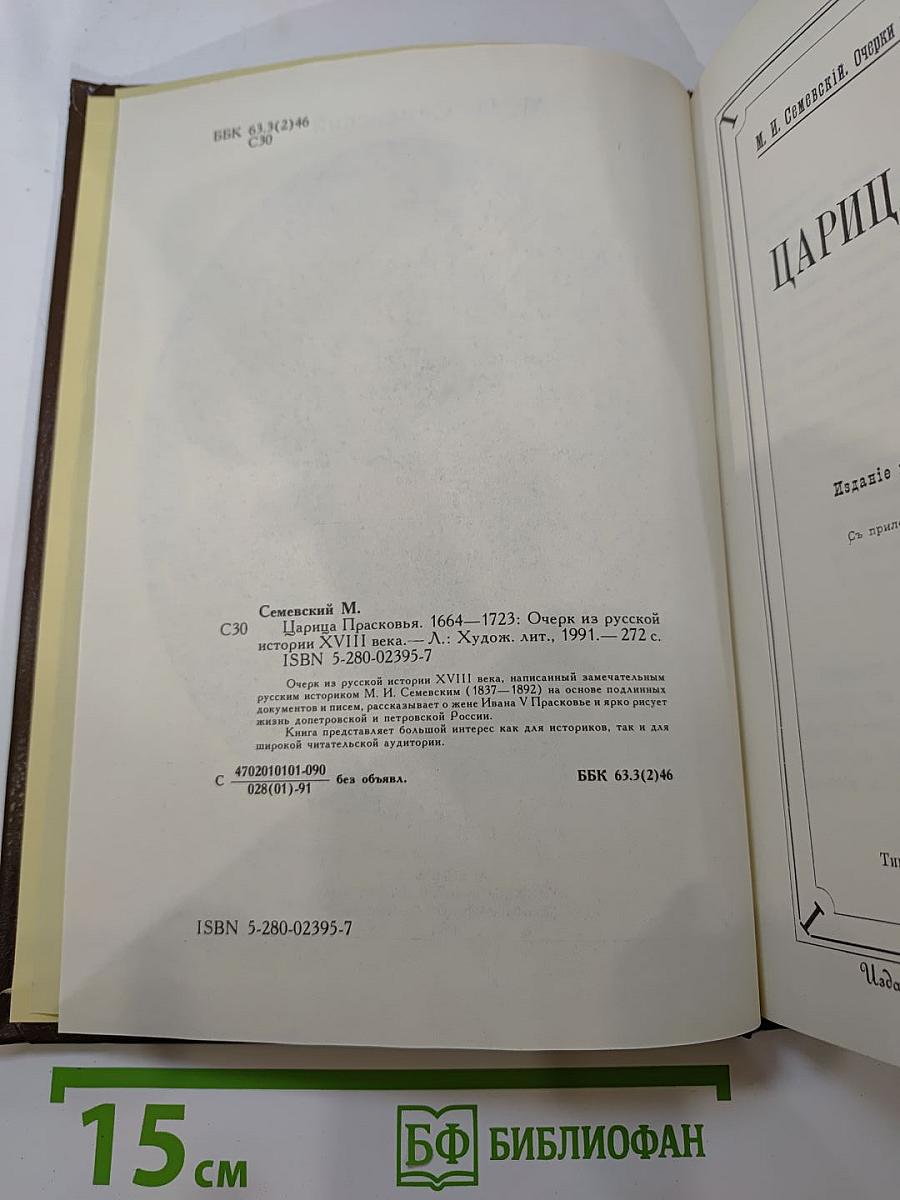 ББК 63.3(2)46
С30
Семевский М.
С30 Царица Прасковья. 1664—1723: Очерк из русской
истории XVIII века.— Л.: Худож. лит., 1991.— 272 с.
ISBN 5-280-02395-7
Очерк из русской истории XVIII века, написанный замечательным
русским историком М. И. Семевским (1837—1892) на основе подлинных
документов и писем, рассказывает о жене Ивана V Прасковье и ярко рисует
жизнь допетровской и петровской России.
Книга представляет большой интерес как для историков, так и для
широкой читательской аудитории.
С 4702010101-090 без объявл. ББК 63.3(2)46
028(01)-91
ISBN 5-280-02395-7
М. И. Семевскій. Очерки
ЦАРИЦ
Изданіе
Съ прил
Ти
Изда
15 см
БФ БИБЛИОФАН